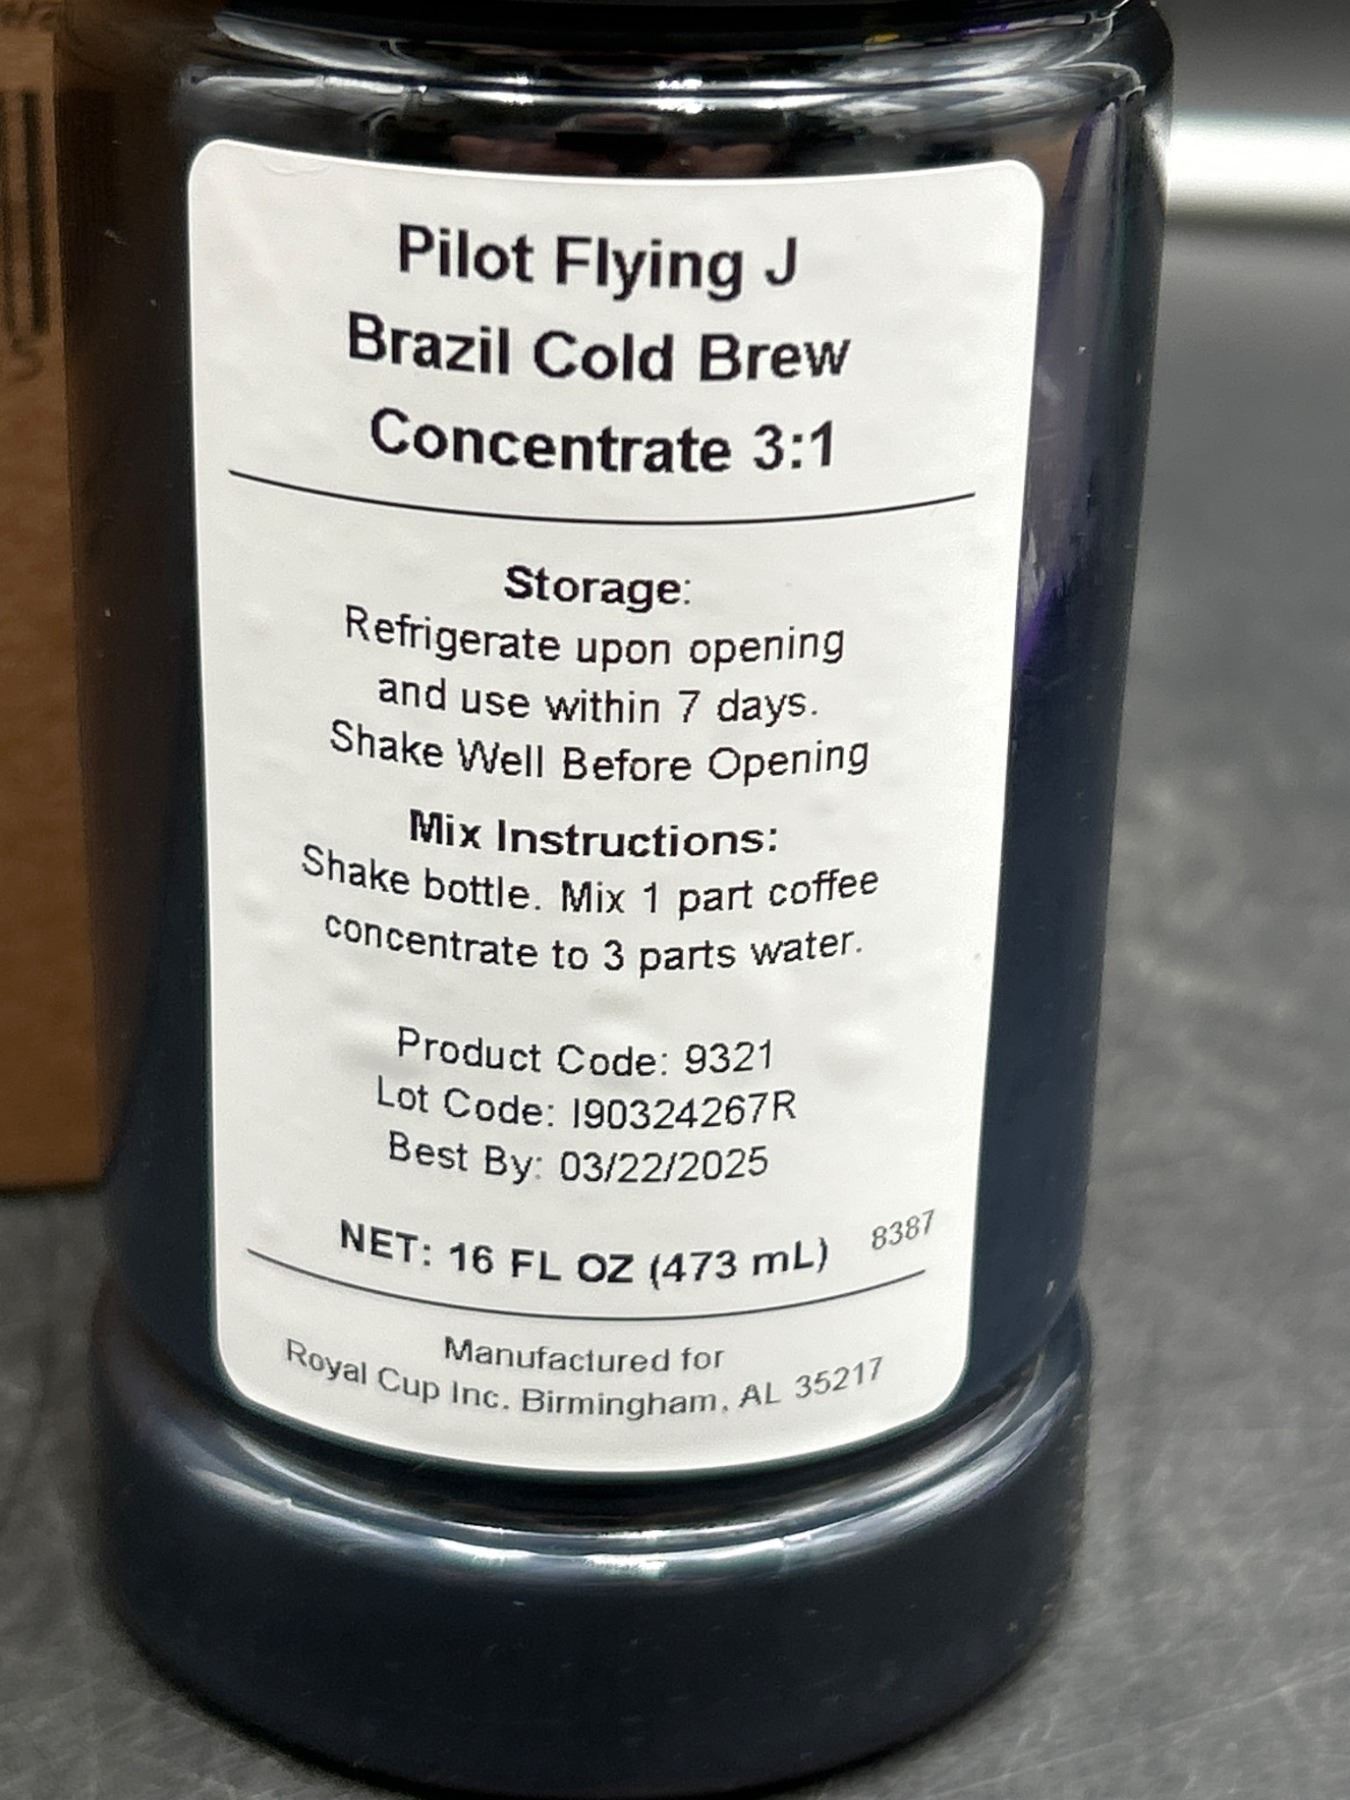 Pilot Flying J
Brazil Cold Brew
Concentrate 3:1
Storage:
Refrigerate upon opening
and use within 7 days.
Shake Well Before Opening
Mix Instructions:
Shake bottle. Mix 1 part coffee
concentrate to 3 parts water.
Product Code: 9321
Lot Code: I90324267R
Best By: 03/22/2025
NET: 16 FL OZ (473 mL) 8387
Manufactured for
Royal Cup Inc. Birmingham, AL 35217